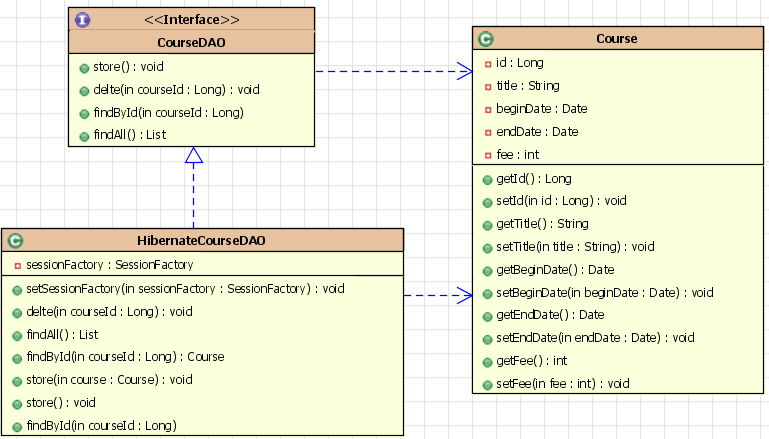 I
<<Interface>>
CourseDAO
store() : void
delte(in courseId : Long) : void
findById(in courseId : Long)
findAll() : List
C
Course
id : Long
title : String
beginDate : Date
endDate : Date
fee : int
getId() : Long
setId(in id : Long) : void
getTitle() : String
setTitle(in title : String) : void
getBeginDate() : Date
setBeginDate(in beginDate : Date) : void
getEndDate() : Date
setEndDate(in endDate : Date) : void
getFee() : int
setFee(in fee : int) : void
C
HibernateCourseDAO
sessionFactory : SessionFactory
setSessionFactory(in sessionFactory : SessionFactory) : void
delte(in courseId : Long) : void
findAll() : List
findById(in courseId : Long) : Course
store(in course : Course) : void
store() : void
findById(in courseId : Long)